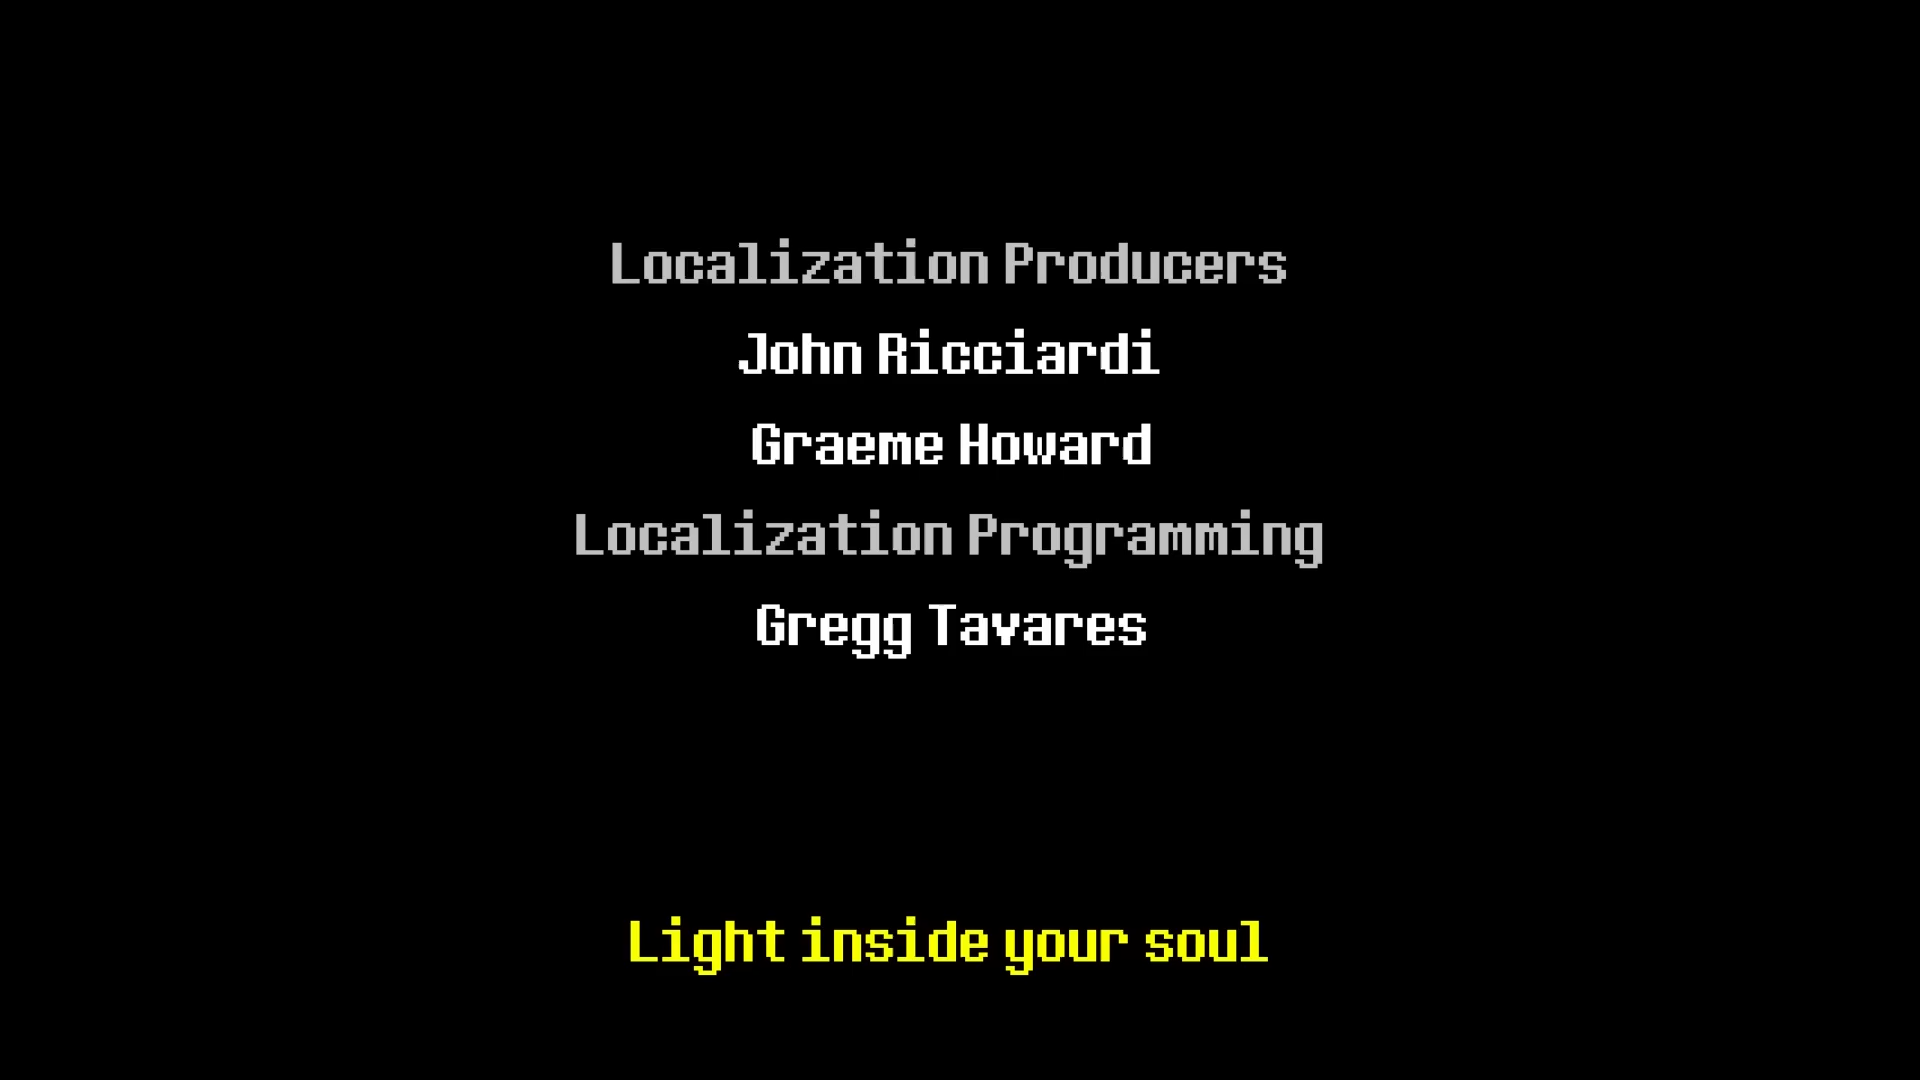 Localization Producers
John Ricciardi
Graeme Howard
Localization Programming
Gregg Tavares
Light inside your soul